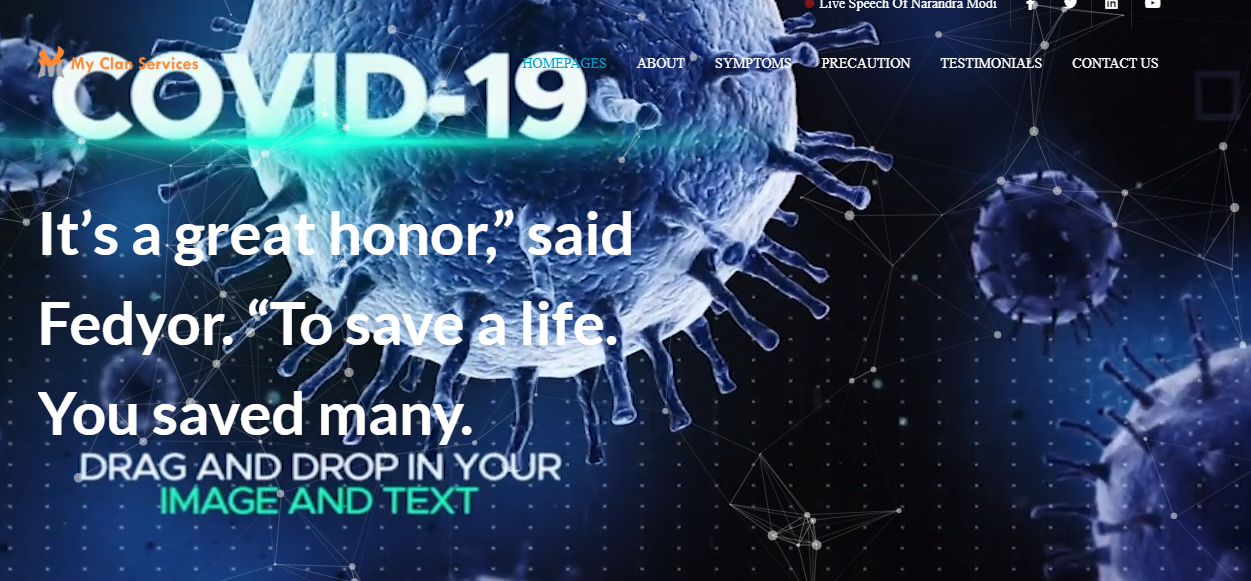 Live Speech Of Narandra Modi
My Clan Services
HOMEPAGES ABOUT SYMPTOMS PRECAUTION TESTIMONIALS CONTACT US
COVID-19
It’s a great honor,” said
Fedyor. “To save a life.
You saved many.
DRAG AND DROP IN YOUR
IMAGE AND TEXT